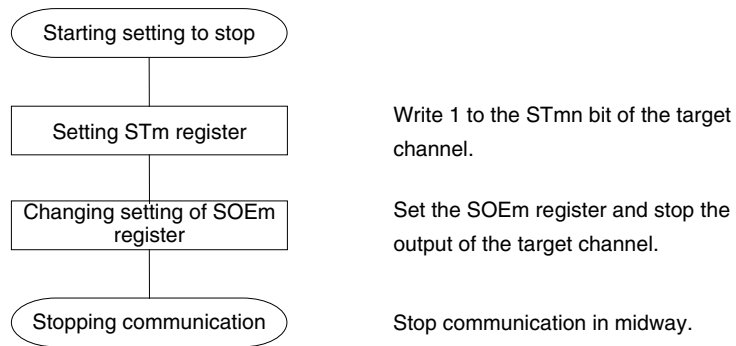 Starting setting to stop
Setting STm register
Write 1 to the STmn bit of the target
channel.
Changing setting of SOEm
register
Set the SOEm register and stop the
output of the target channel.
Stopping communication
Stop communication in midway.